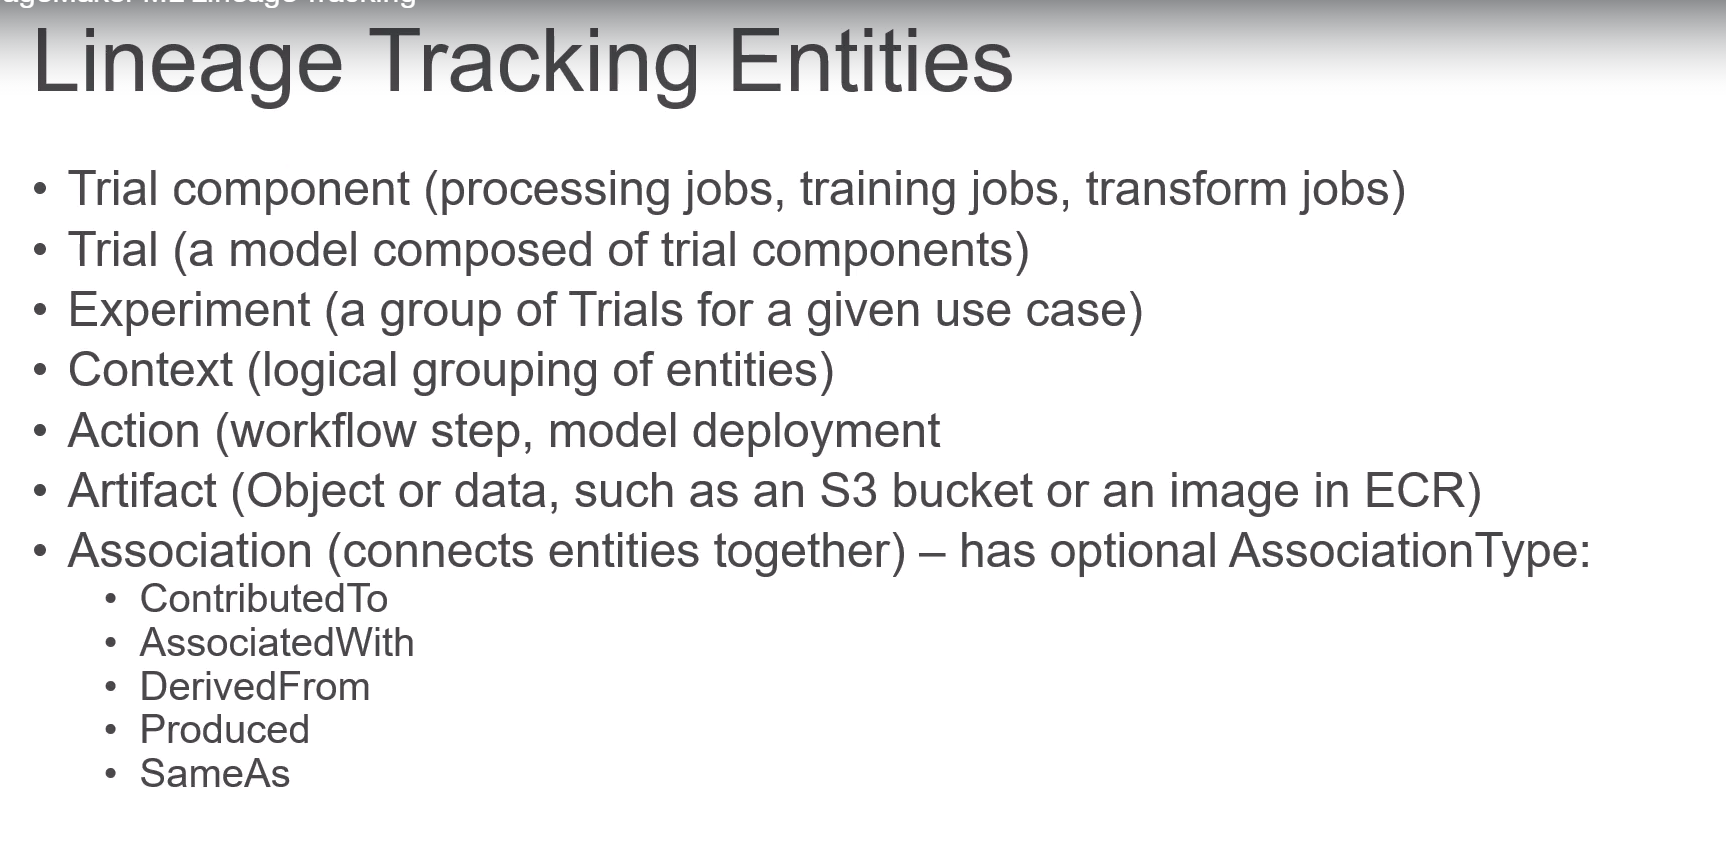 Lineage Tracking
Lineage Tracking Entities
• Trial component (processing jobs, training jobs, transform jobs)
• Trial (a model composed of trial components)
• Experiment (a group of Trials for a given use case)
• Context (logical grouping of entities)
• Action (workflow step, model deployment
• Artifact (Object or data, such as an S3 bucket or an image in ECR)
• Association (connects entities together) – has optional AssociationType:
• ContributedTo
• AssociatedWith
• DerivedFrom
• Produced
• SameAs